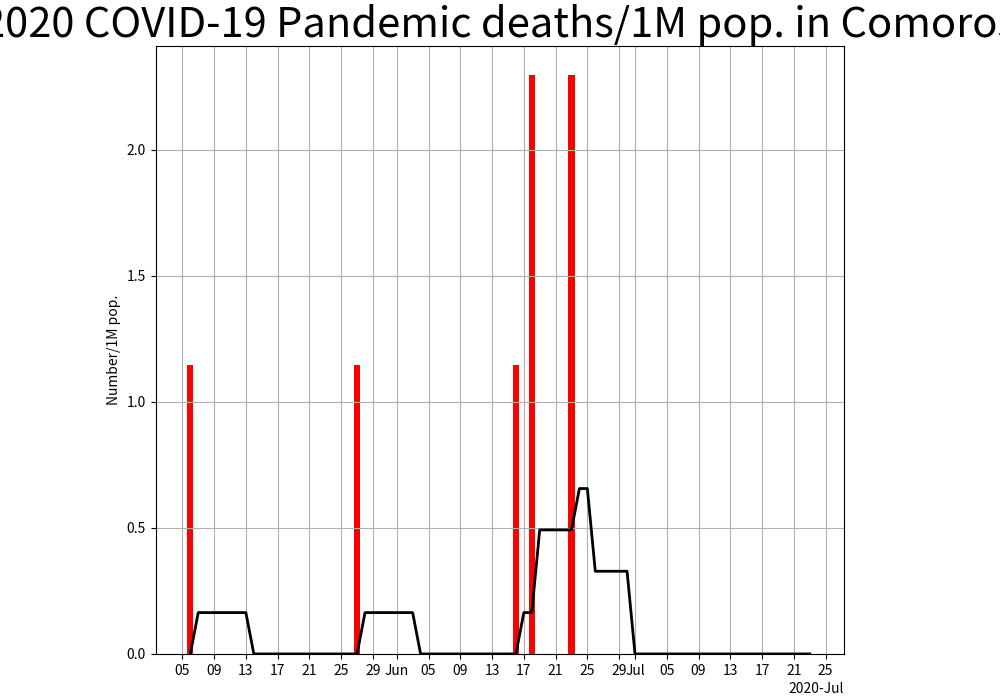 2020 COVID-19 Pandemic deaths/1M pop. in Comoros
Number/1M pop.
2.0
1.5
1.0
0.5
0.0
05 09 13 17 21 25 29 Jun 05 09 13 17 21 25 29 Jul 05 09 13 17 21 25
2020-Jul